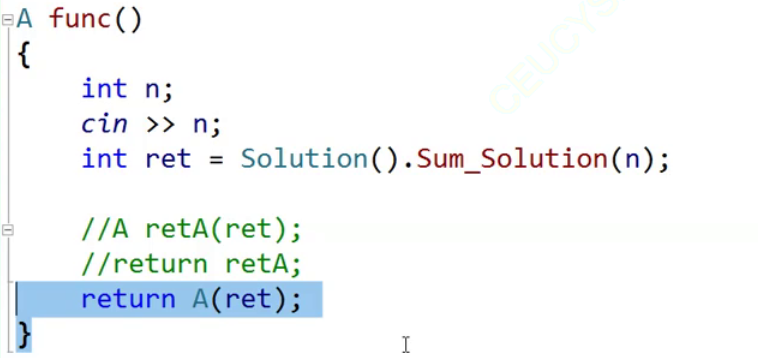 A func()
{
int n;
cin >> n;
int ret = Solution().Sum_Solution(n);
//A retA(ret);
//return retA;
return A(ret);
}